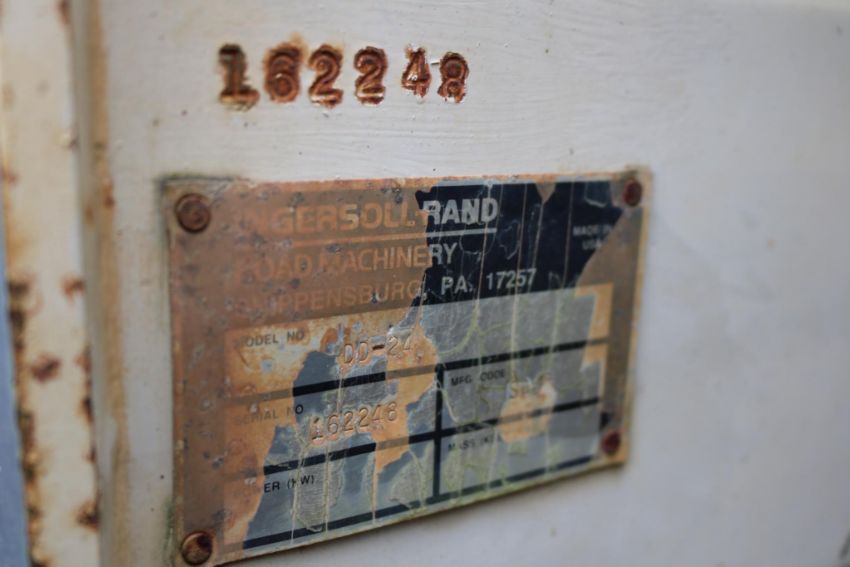 162248
INGERSOLL-RAND
ROAD MACHINERY
MADE IN
USA
SHIPPENSBURG, PA. 17257
MODEL NO
DD-24
SERIAL NO
162248
MFG. CODE
POWER (KW)
MASS (K